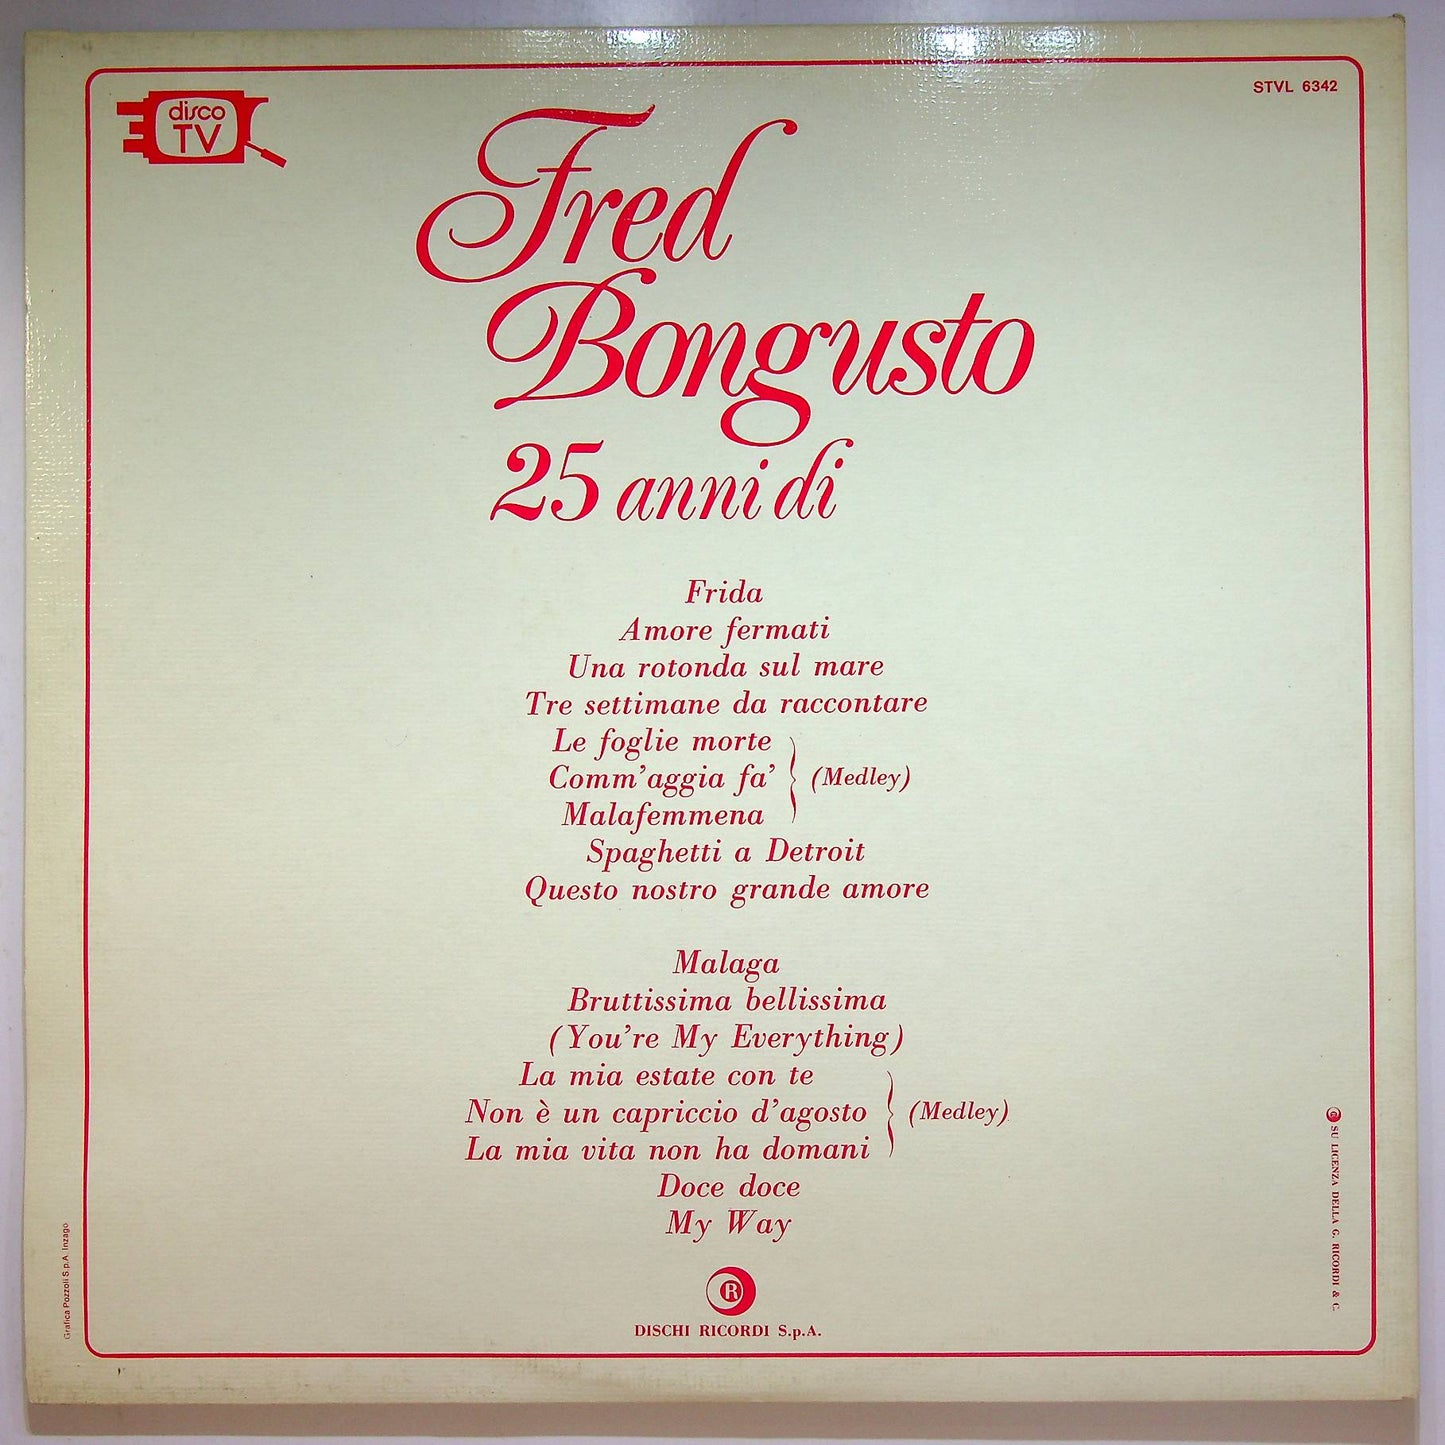 disco
TV
STVL 6342
Fred
Bongusto
25 anni di
Frida
Amore fermati
Una rotonda sul mare
Tre settimane da raccontare
Le foglie morte
Comm'aggia fa' (Medley)
Malafemmena
Spaghetti a Detroit
Questo nostro grande amore
Malaga
Bruttissima bellissima
(You're My Everything)
La mia estate con te
Non è un capriccio d'agosto (Medley)
La mia vita non ha domani
Doce doce
My Way
R
DISCHI RICORDI S.p.A.
Grafica Pozzoli S.p.A. Inzago
SU LICENZA DELLA G. RICORDI & C.